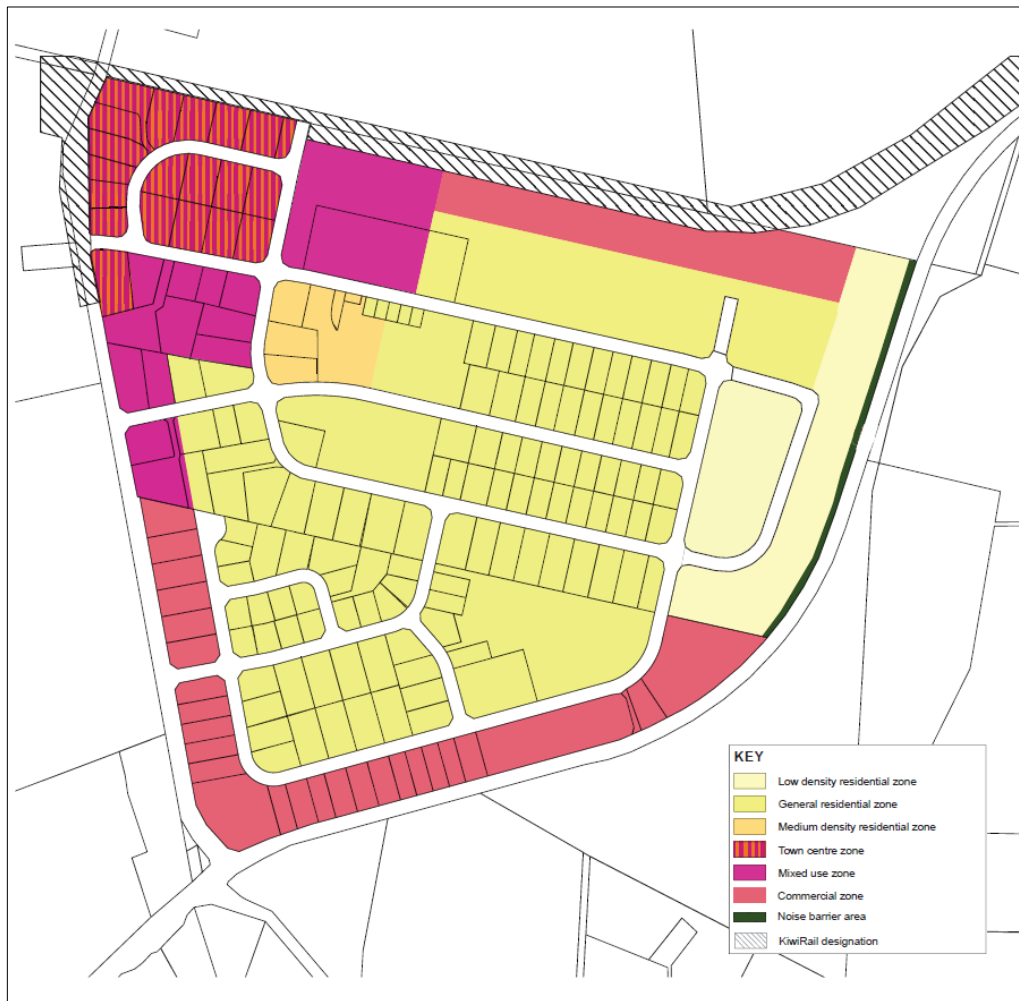 KEY
Low density residential zone
General residential zone
Medium density residential zone
Town centre zone
Mixed use zone
Commercial zone
Noise barrier area
KiwiRail designation